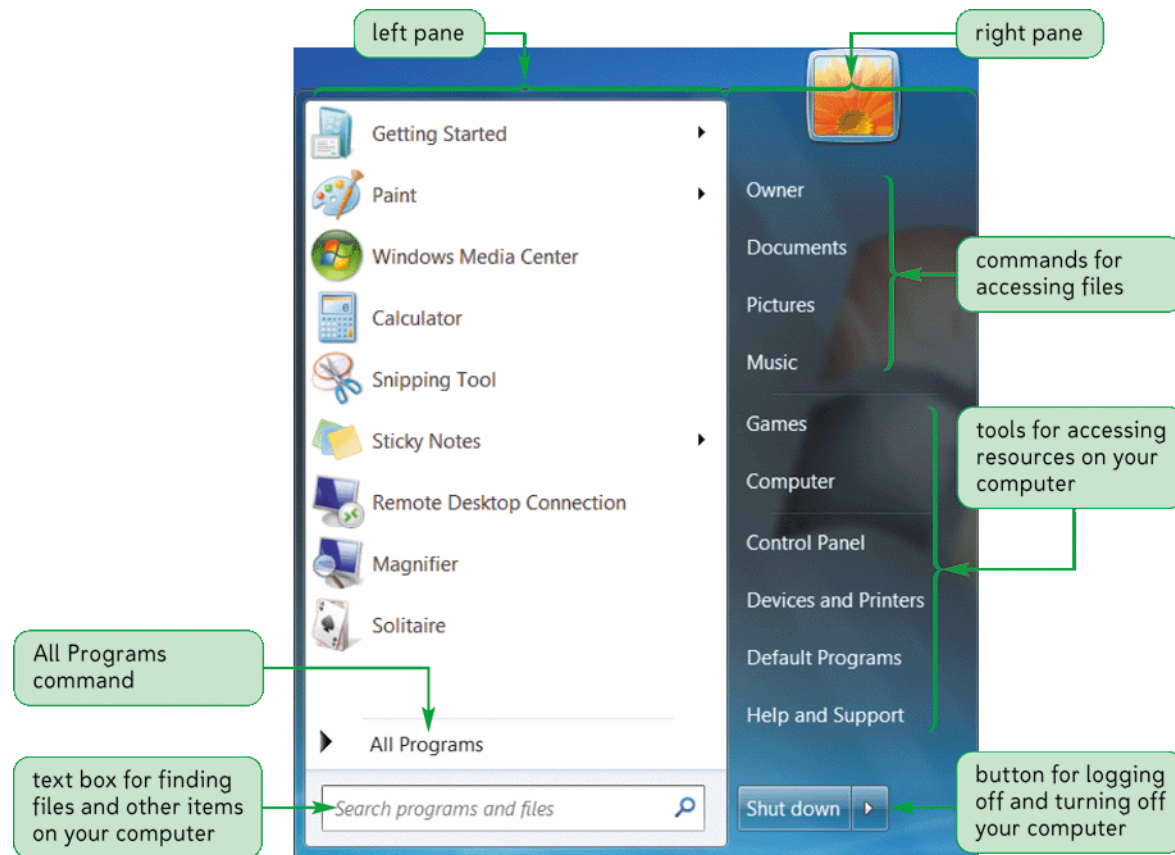 left pane
right pane
Getting Started
Paint
Windows Media Center
Calculator
Snipping Tool
Sticky Notes
Remote Desktop Connection
Magnifier
Solitaire
All Programs
Search programs and files
Owner
Documents
Pictures
Music
Games
Computer
Control Panel
Devices and Printers
Default Programs
Help and Support
Shut down
commands for
accessing files
tools for accessing
resources on your
computer
button for logging
off and turning off
your computer
All Programs
command
text box for finding
files and other items
on your computer